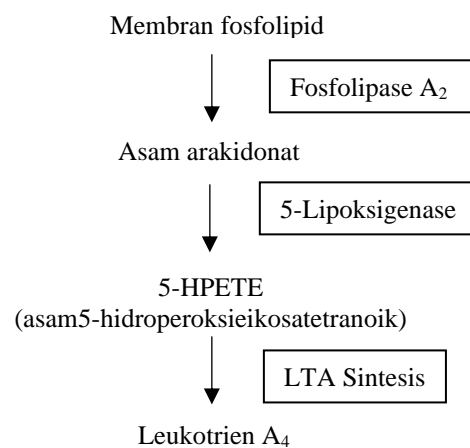 Membran fosfolipid
Fosfolipase A₂
Asam arakidonat
5-Lipoksigenase
5-HPETE
(asam5-hidroperoksieikosatetranoik)
LTA Sintesis
Leukotrien A₄